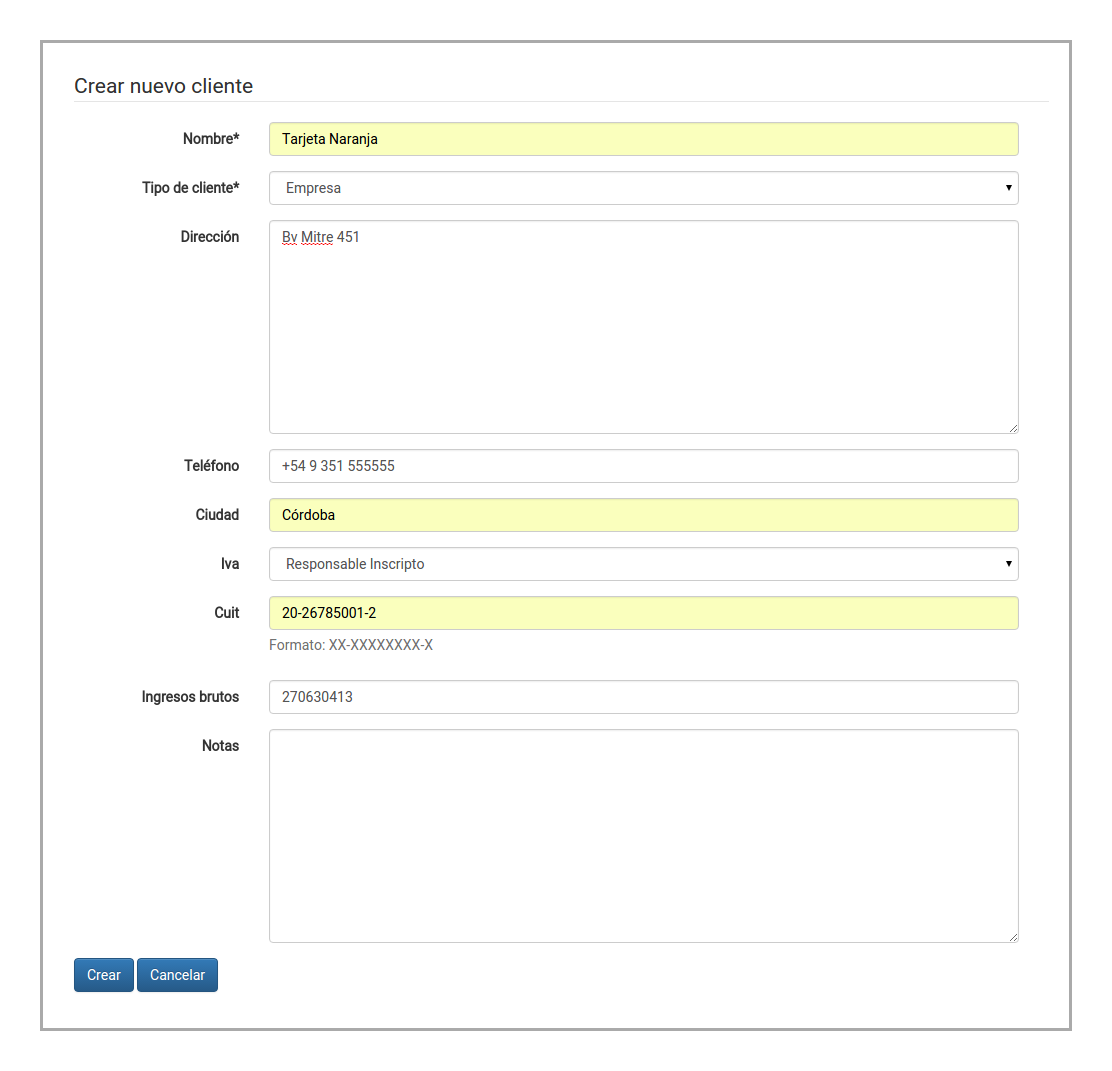 Crear nuevo cliente
Nombre* Tarjeta Naranja
Tipo de cliente* Empresa
Dirección Bv Mitre 451
Teléfono +54 9 351 555555
Ciudad Córdoba
Iva Responsable Inscripto
Cuit 20-26785001-2
Formato: XX-XXXXXXXX-X
Ingresos brutos 270630413
Notas
Crear Cancelar